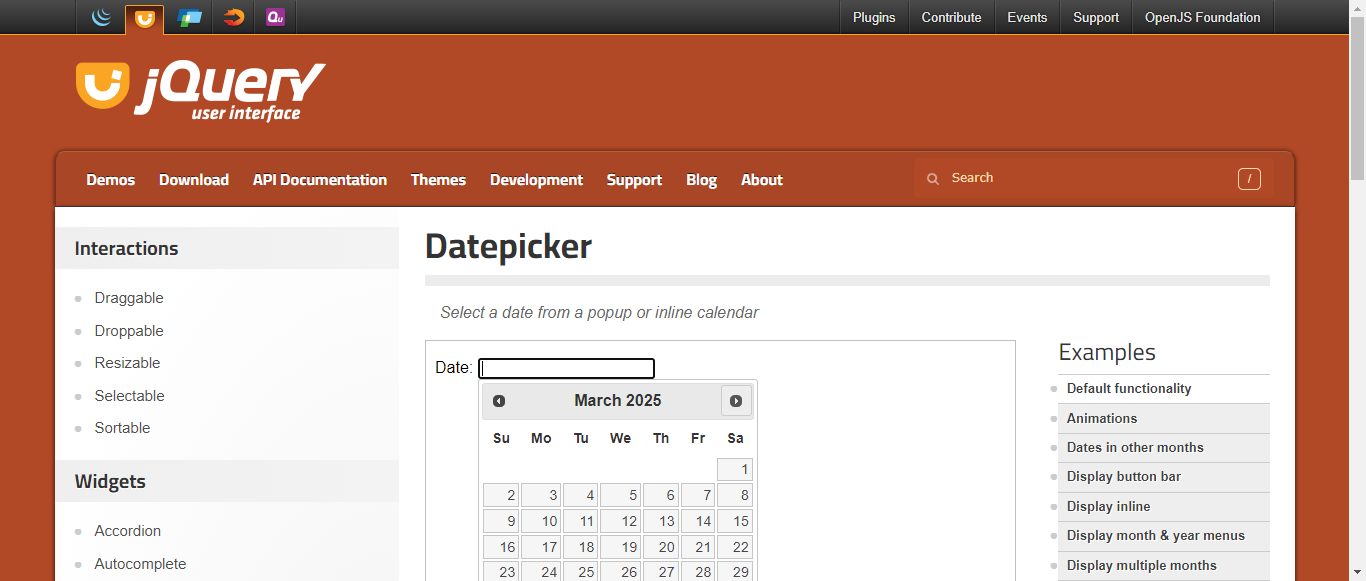 Qu
Plugins Contribute Events Support OpenJS Foundation
jQuery
user interface
Demos Download API Documentation Themes Development Support Blog About Search /
Interactions
Draggable
Droppable
Resizable
Selectable
Sortable
Widgets
Accordion
Autocomplete
Datepicker
Select a date from a popup or inline calendar
Date:
March 2025
Su Mo Tu We Th Fr Sa
1
2 3 4 5 6 7 8
9 10 11 12 13 14 15
16 17 18 19 20 21 22
23 24 25 26 27 28 29
Examples
Default functionality
Animations
Dates in other months
Display button bar
Display inline
Display month & year menus
Display multiple months